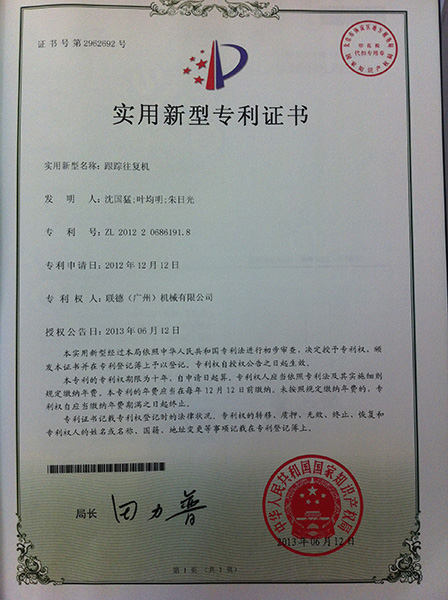 证书号第2962692号
实用新型专利证书
实用新型名称：跟踪往复机
发 明 人：沈国猛;叶均明;朱日光
专 利 号：ZL 2012 2 0686191.8
专利申请日：2012年12月12日
专 利 权 人：联德（广州）机械有限公司
授权公告日：2013年06月12日
本实用新型经过本局依照中华人民共和国专利法进行初步审查，决定授予专利权，颁
发本证书并在专利登记簿上予以登记。专利权自授权公告之日起生效。
本专利的专利权期限为十年，自申请日起算。专利权人应当依照专利法及其实施细则
规定缴纳年费。本专利的年费应当在每年12月12日前缴纳。未按照规定缴纳年费的，专利
权自应当缴纳年费期满之日起终止。
专利证书记载专利权登记时的法律状况。专利权的转移、质押、无效、终止、恢复和
专利权人的姓名或名称、国籍、地址变更等事项记载在专利登记簿上。
局长
田力普
中华人民共和国国家知识产权局
2013年06月12日
第 1 页（共 1 页）